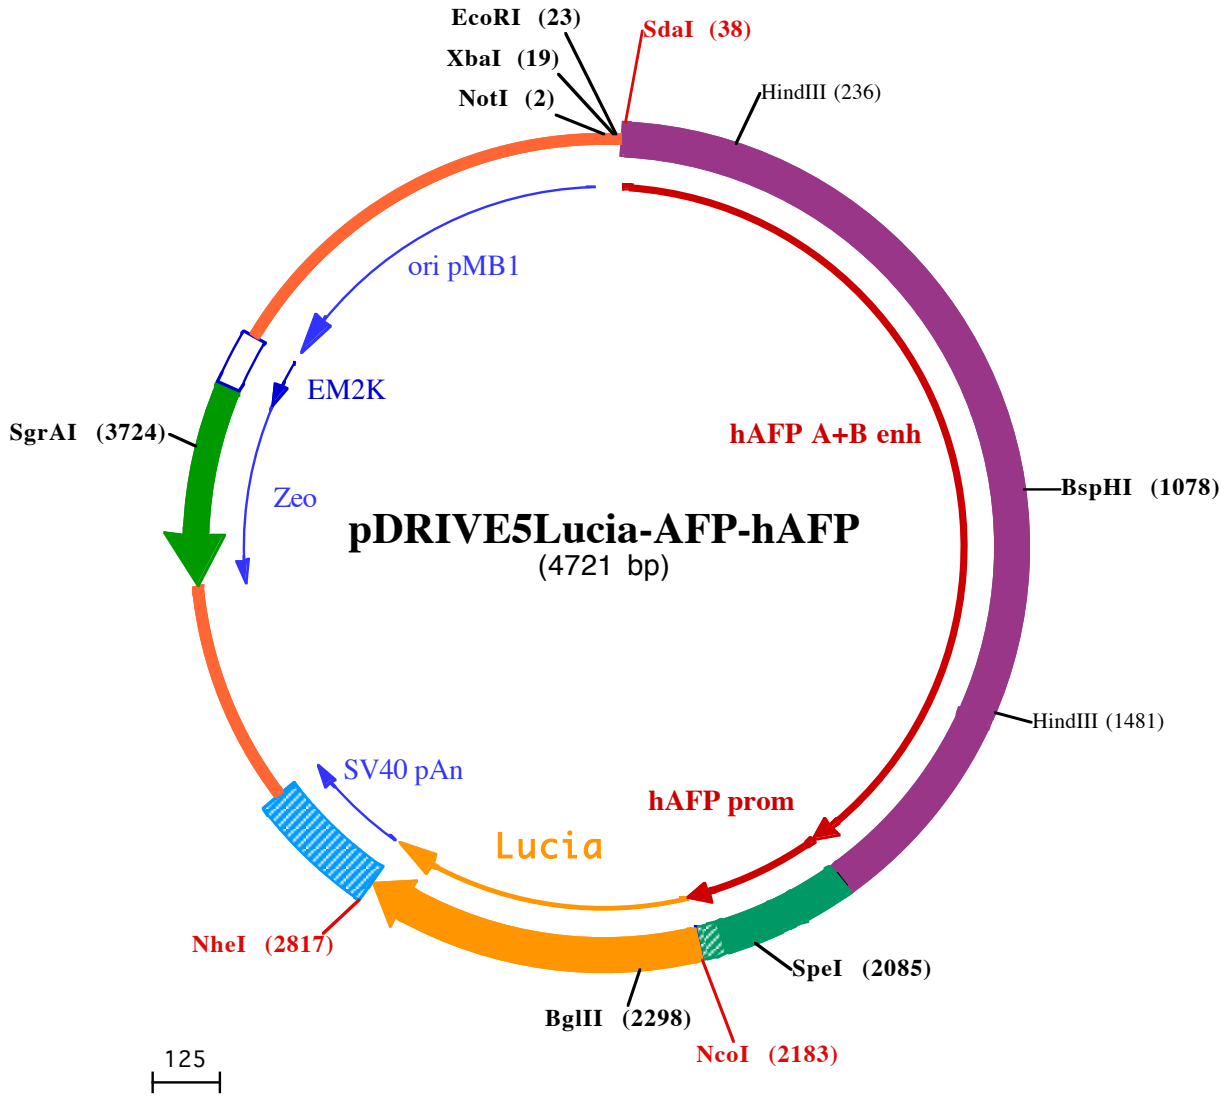 EcoRI (23)
SdaI (38)
XbaI (19)
HindIII (236)
NotI (2)
ori pMB1
EM2K
SgrAI (3724)
hAFP A+B enh
BspHI (1078)
Zeo
pDRIVE5Lucia-AFP-hAFP
(4721 bp)
HindIII (1481)
SV40 pAn
hAFP prom
Lucia
NheI (2817)
SpeI (2085)
BglII (2298)
NcoI (2183)
125